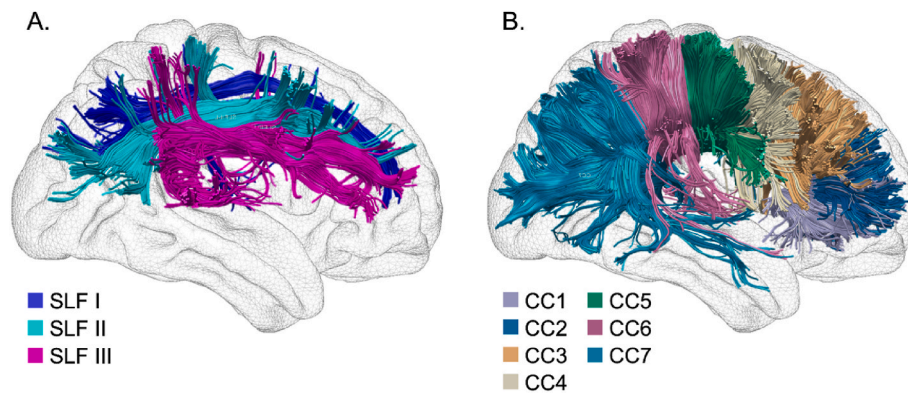 A.
B.
SLF I
SLF II
SLF III
CC1
CC2
CC3
CC4
CC5
CC6
CC7